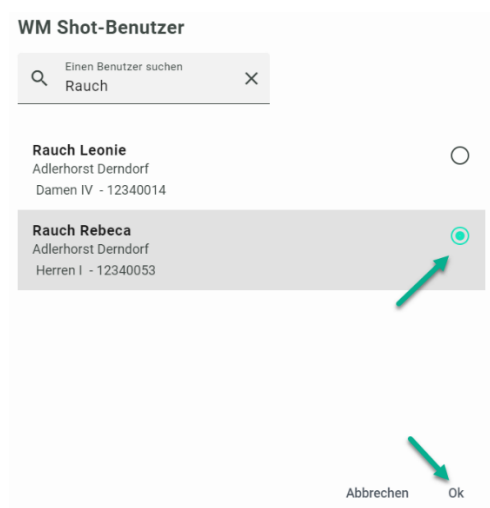 WM Shot-Benutzer
Einen Benutzer suchen
Rauch
Rauch Leonie
Adlerhorst Derndorf
Damen IV - 12340014
Rauch Rebeca
Adlerhorst Derndorf
Herren I - 12340053
Abbrechen Ok